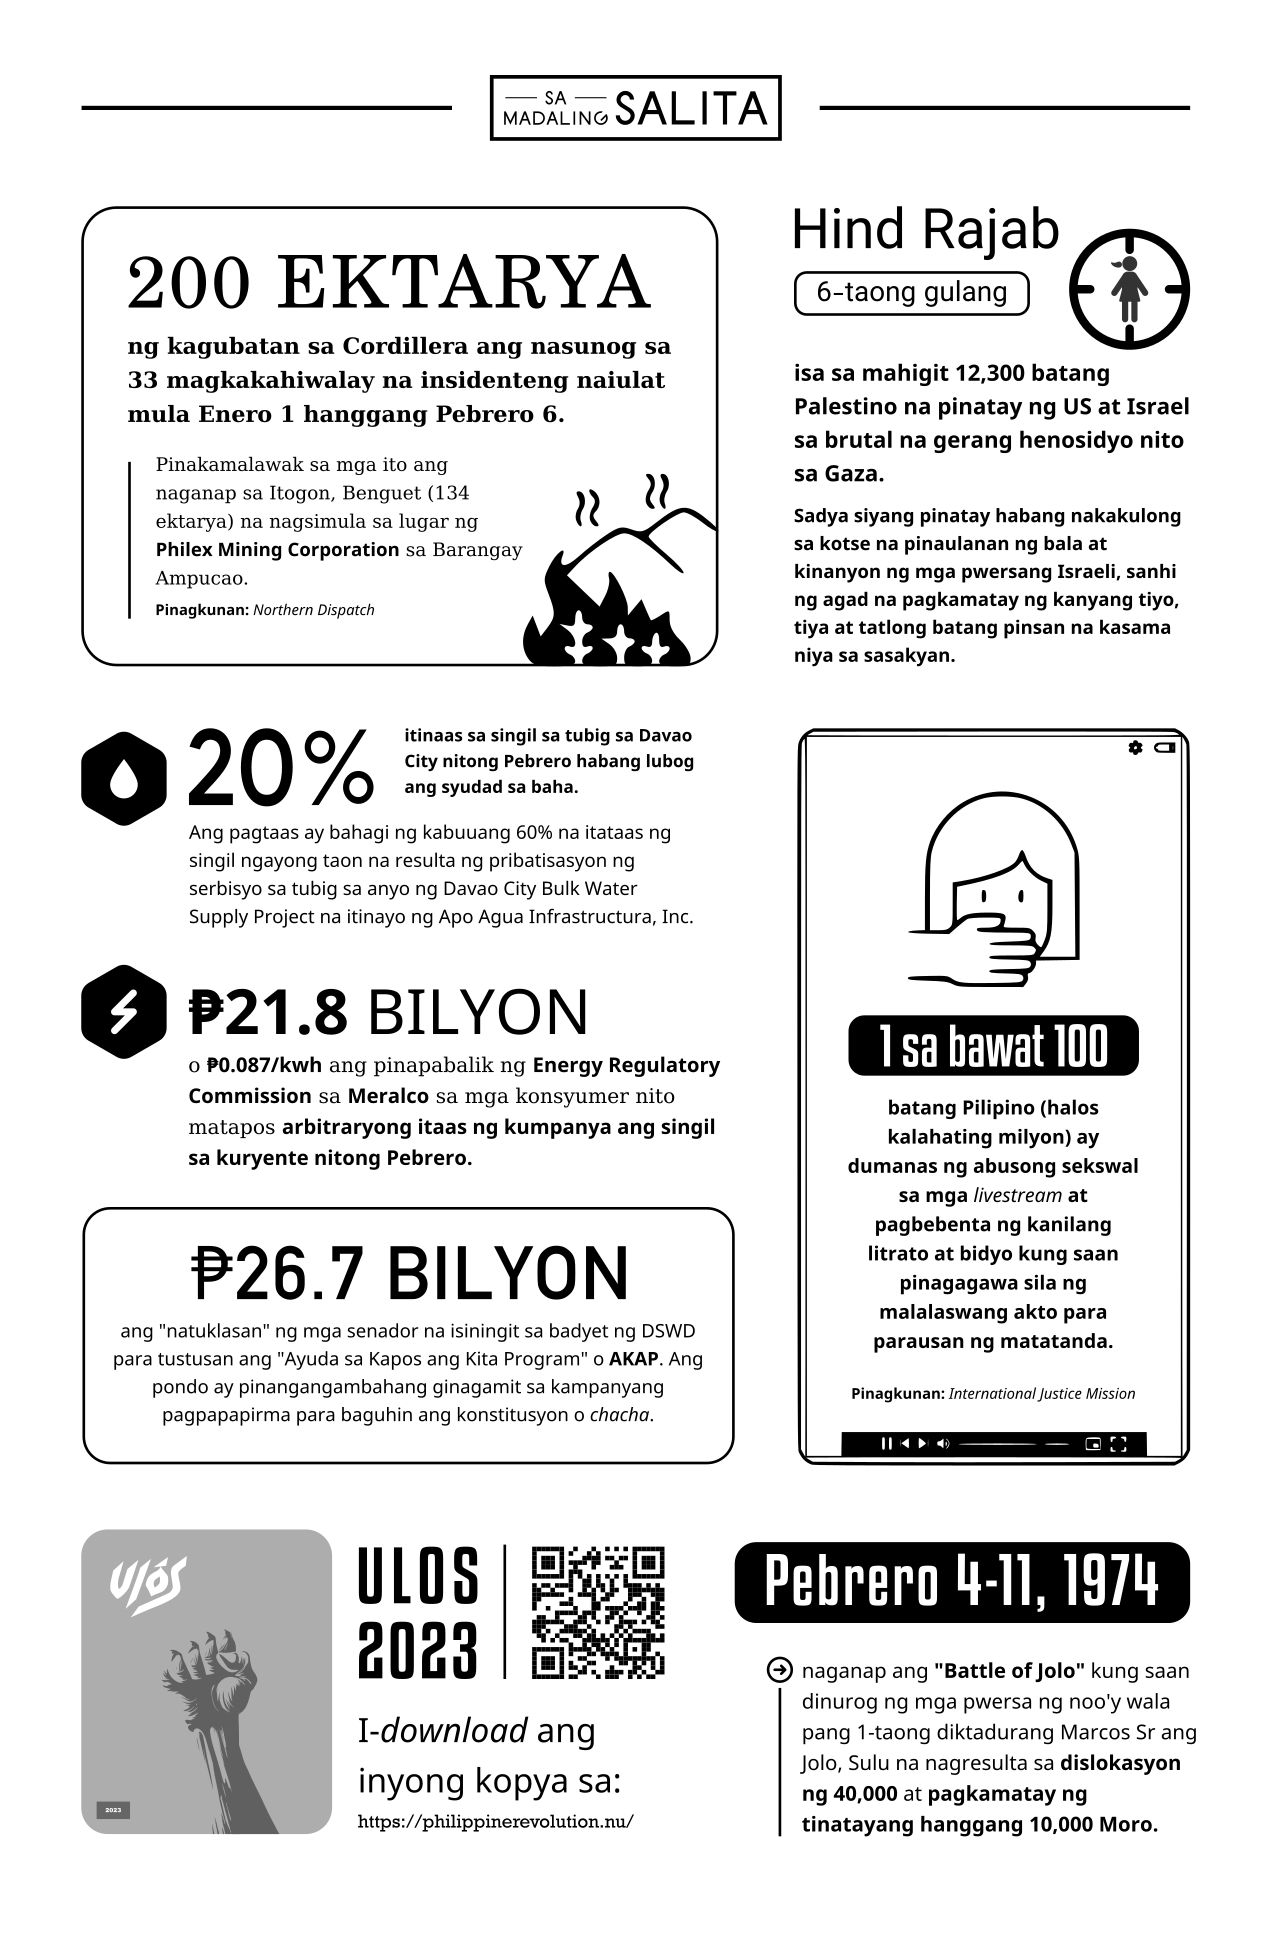 SA
MADALING SALITA
200 EKTARYA
ng kagubatan sa Cordillera ang nasunog sa
33 magkakahiwalay na insidenteng naiulat
mula Enero 1 hanggang Pebrero 6.
Pinakamalawak sa mga ito ang
naganap sa Itogon, Benguet (134
ektarya) na nagsimula sa lugar ng
Philex Mining Corporation sa Barangay
Ampucao.
Pinagkunan: Northern Dispatch
Hind Rajab
6-taong gulang
isa sa mahigit 12,300 batang
Palestino na pinatay ng US at Israel
sa brutal na gerang henosidyo nito
sa Gaza.
Sadya siyang pinatay habang nakakulong
sa kotse na pinaulanan ng bala at
kinanyon ng mga pwersang Israeli, sanhi
ng agad na pagkamatay ng kanyang tiyo,
tiya at tatlong batang pinsan na kasama
niya sa sasakyan.
20%
itinaas sa singil sa tubig sa Davao
City nitong Pebrero habang lubog
ang syudad sa baha.
Ang pagtaas ay bahagi ng kabuuang 60% na itataas ng
singil ngayong taon na resulta ng pribatisasyon ng
serbisyo sa tubig sa anyo ng Davao City Bulk Water
Supply Project na itinayo ng Apo Agua Infrastructura, Inc.
₱21.8 BILYON
o ₱0.087/kwh ang pinapabalik ng Energy Regulatory
Commission sa Meralco sa mga konsyumer nito
matapos arbitraryong itaas ng kumpanya ang singil
sa kuryente nitong Pebrero.
₱26.7 BILYON
ang "natuklasan" ng mga senador na isiningit sa badyet ng DSWD
para tustusan ang "Ayuda sa Kapos ang Kita Program" o AKAP. Ang
pondo ay pinangangambahang ginagamit sa kampanyang
pagpapapirma para baguhin ang konstitusyon o chacha.
1 sa bawat 100
batang Pilipino (halos
kalahating milyon) ay
dumanas ng abusong sekswal
sa mga livestream at
pagbebenta ng kanilang
litrato at bidyo kung saan
pinagagawa sila ng
malalaswang akto para
parausan ng matatanda.
Pinagkunan: International Justice Mission
Ulos
2023
ULOS
2023
I-download ang
inyong kopya sa:
https://philippinerevolution.nu/
Pebrero 4-11, 1974
naganap ang "Battle of Jolo" kung saan
dinurog ng mga pwersa ng noo'y wala
pang 1-taong diktadurang Marcos Sr ang
Jolo, Sulu na nagresulta sa dislokasyon
ng 40,000 at pagkamatay ng
tinatayang hanggang 10,000 Moro.